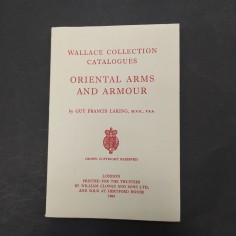 WALLACE COLLECTION
CATALOGUES
ORIENTAL ARMS
AND ARMOUR
by GUY FRANCIS LAKING, M.V.O., F.S.A.
CROWN COPYRIGHT RESERVED
LONDON
PRINTED FOR THE TRUSTEES
BY WILLIAM CLOWES AND SONS LTD.
AND SOLD AT HERTFORD HOUSE